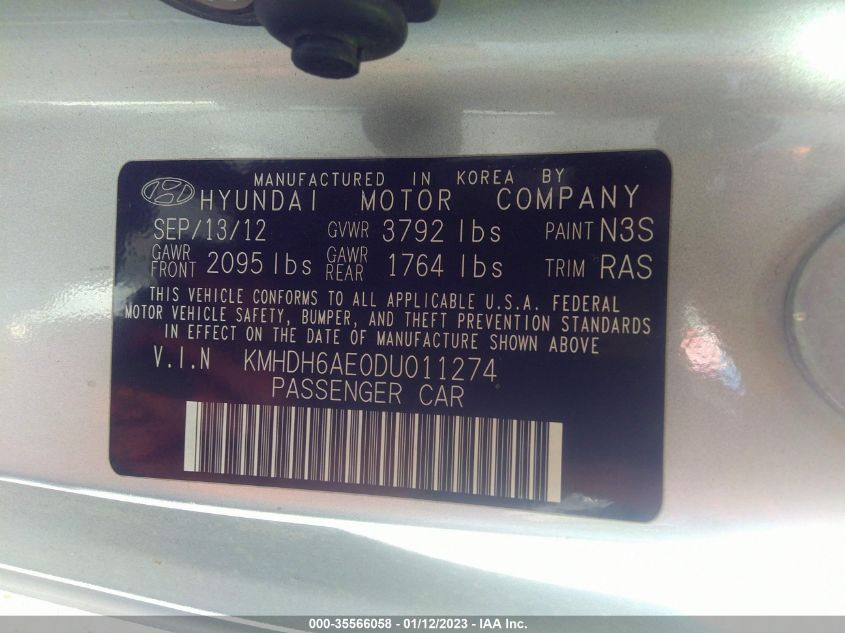 MANUFACTURED IN KOREA BY
HYUNDAI MOTOR COMPANY
SEP/13/12 GVWR 3792 lbs PAINT N3S
GAWR FRONT 2095 lbs GAWR REAR 1764 lbs TRIM RAS
THIS VEHICLE CONFORMS TO ALL APPLICABLE U.S.A. FEDERAL
MOTOR VEHICLE SAFETY, BUMPER, AND THEFT PREVENTION STANDARDS
IN EFFECT ON THE DATE OF MANUFACTURE SHOWN ABOVE
V.I.N KMHDH6AE0DU011274
PASSENGER CAR
000-35566058 - 01/12/2023 - IAA Inc.